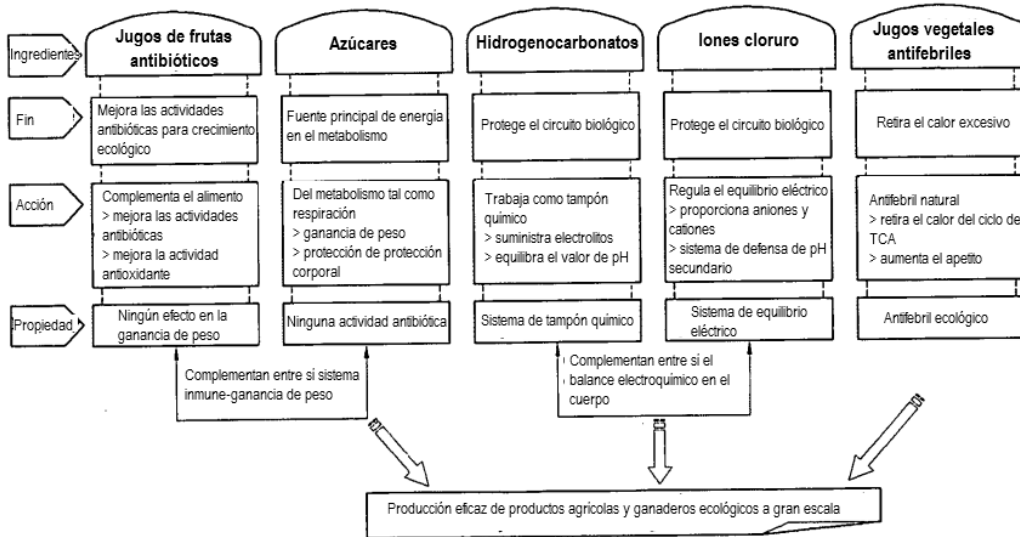 Ingredientes
Jugos de frutas
antibióticos
Azúcares
Hidrogenocarbonatos
Iones cloruro
Jugos vegetales
antifebriles
Fin
Mejora las actividades
antibióticas para crecimiento
ecológico
Fuente principal de energía
en el metabolismo
Protege el circuito biológico
Protege el circuito biológico
Retira el calor excesivo
Acción
Complementa el alimento
> mejora las actividades
antibióticas
> mejora la actividad
antioxidante
Del metabolismo tal como
respiración
> ganancia de peso
> protección de protección
corporal
Trabaja como tampón
químico
> suministra electrolitos
> equilibra el valor de pH
Regula el equilibrio eléctrico
> proporciona aniones y
cationes
> sistema de defensa de pH
secundario
Antifebril natural
> retira el calor del ciclo de
TCA
> aumenta el apetito
Propiedad
Ningún efecto en la
ganancia de peso
Ninguna actividad antibiótica
Sistema de tampón químico
Sistema de equilibrio
eléctrico
Antifebril ecológico
Complementan entre sí sistema
inmune-ganancia de peso
Complementan entre si el
balance electroquímico en el
cuerpo
Producción eficaz de productos agrícolas y ganaderos ecológicos a gran escala